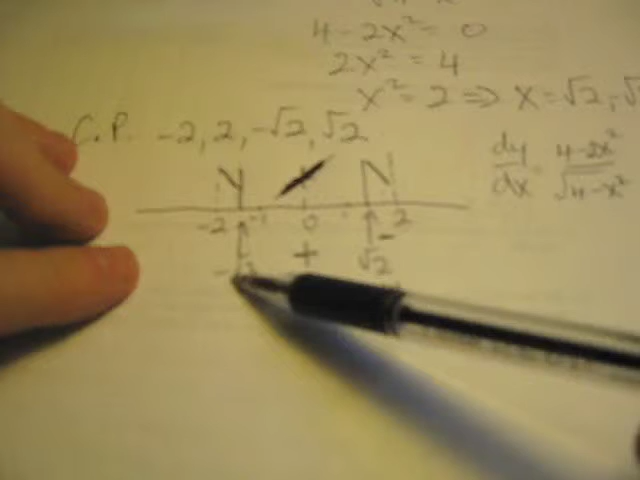 4 - 2x² = 0
2x² = 4
x² = 2 ⇒ x = √2, -√
C.P. -2, 2, -√2, √2
dy/dx = 4-2x²/√4-x²
-2 -1 0 2
+ -
√2